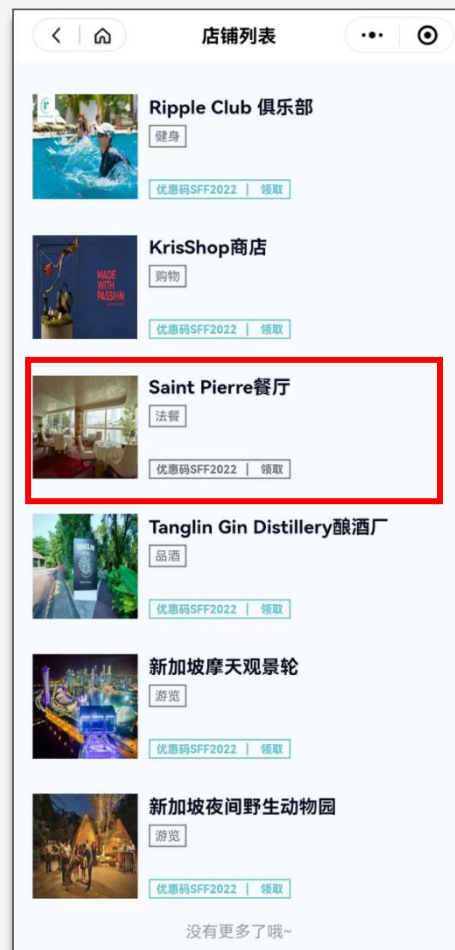 店铺列表
Ripple Club 俱乐部
健身
优惠码SFF2022 | 领取
KrisShop商店
MADE
WITH
PASSION
购物
优惠码SFF2022 | 领取
Saint Pierre餐厅
法餐
优惠码SFF2022 | 领取
Tanglin Gin Distillery酿酒厂
TANGLIN
品酒
优惠码SFF2022 | 领取
新加坡摩天观景轮
游览
优惠码SFF2022 | 领取
新加坡夜间野生动物园
游览
优惠码SFF2022 | 领取
没有更多了哦~